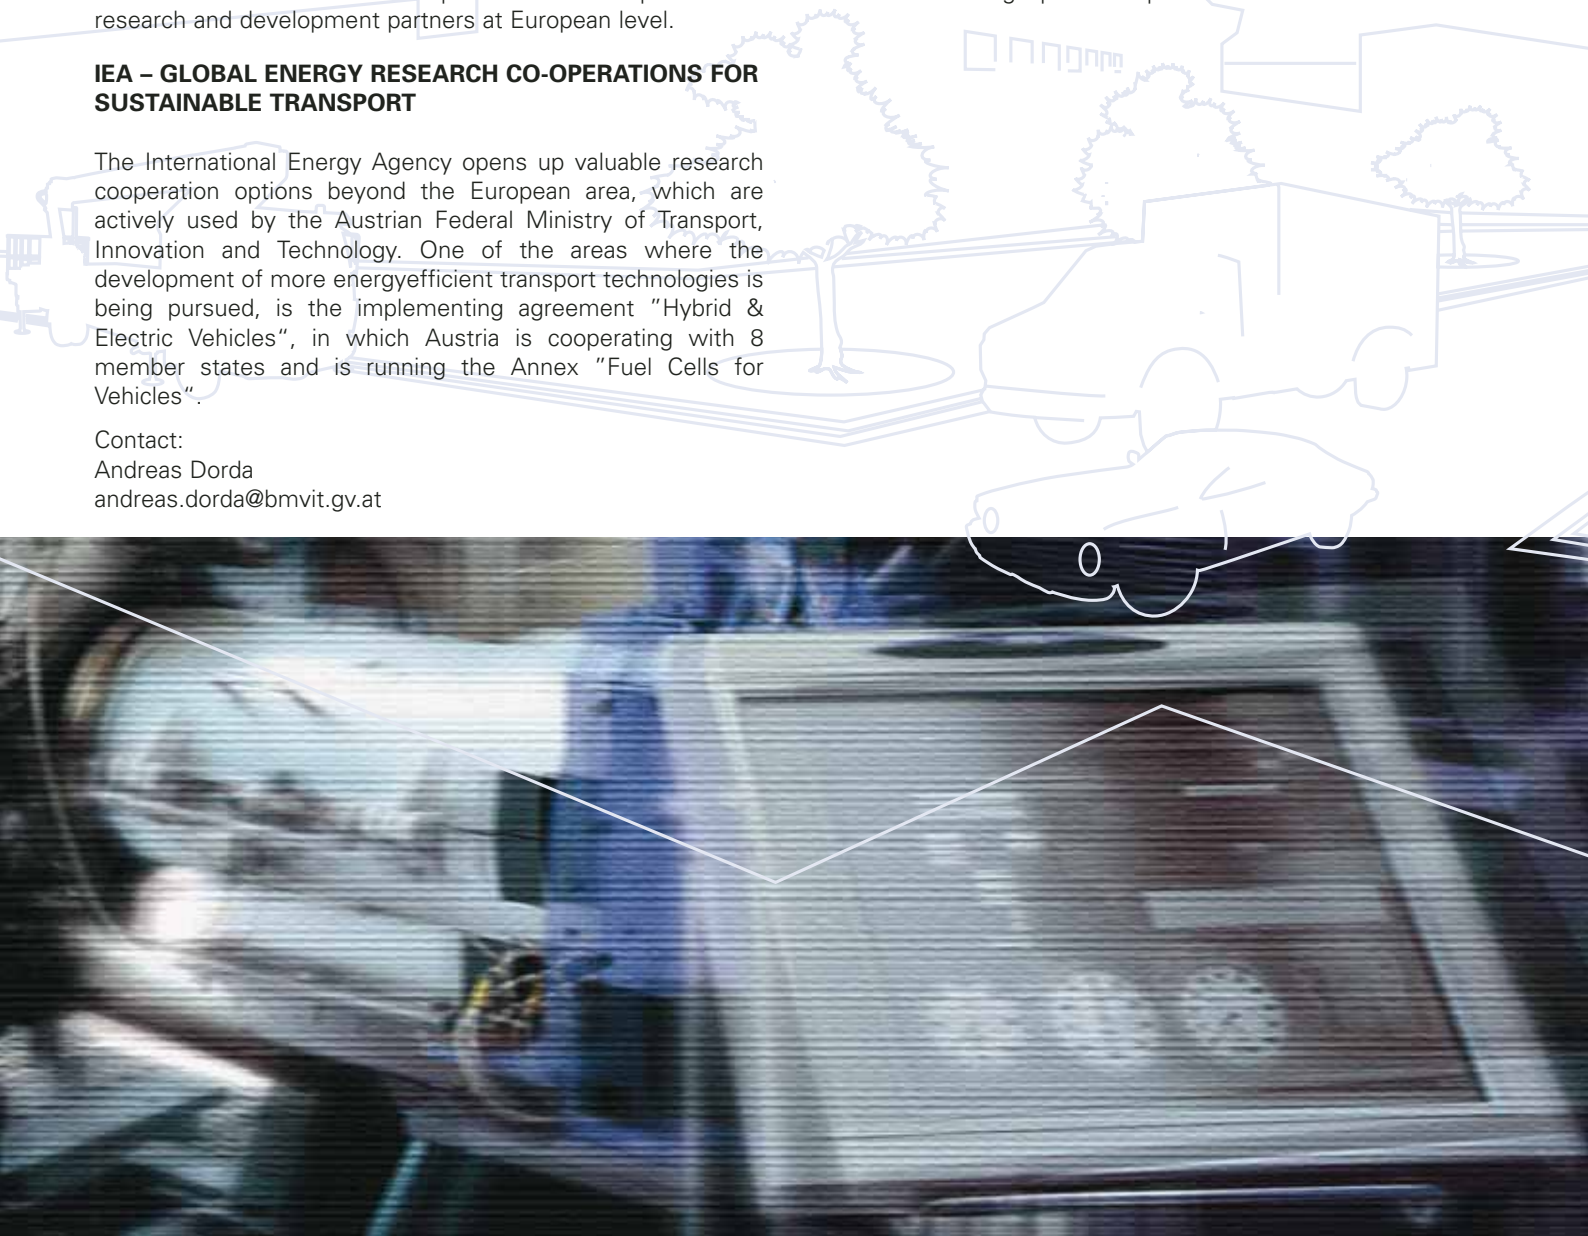 research and development partners at European level.
IEA – GLOBAL ENERGY RESEARCH CO-OPERATIONS FOR
SUSTAINABLE TRANSPORT
The International Energy Agency opens up valuable research
cooperation options beyond the European area, which are
actively used by the Austrian Federal Ministry of Transport,
Innovation and Technology. One of the areas where the
development of more energyefficient transport technologies is
being pursued, is the implementing agreement ”Hybrid &
Electric Vehicles“, in which Austria is cooperating with 8
member states and is running the Annex ”Fuel Cells for
Vehicles“.
Contact:
Andreas Dorda
andreas.dorda@bmvit.gv.at